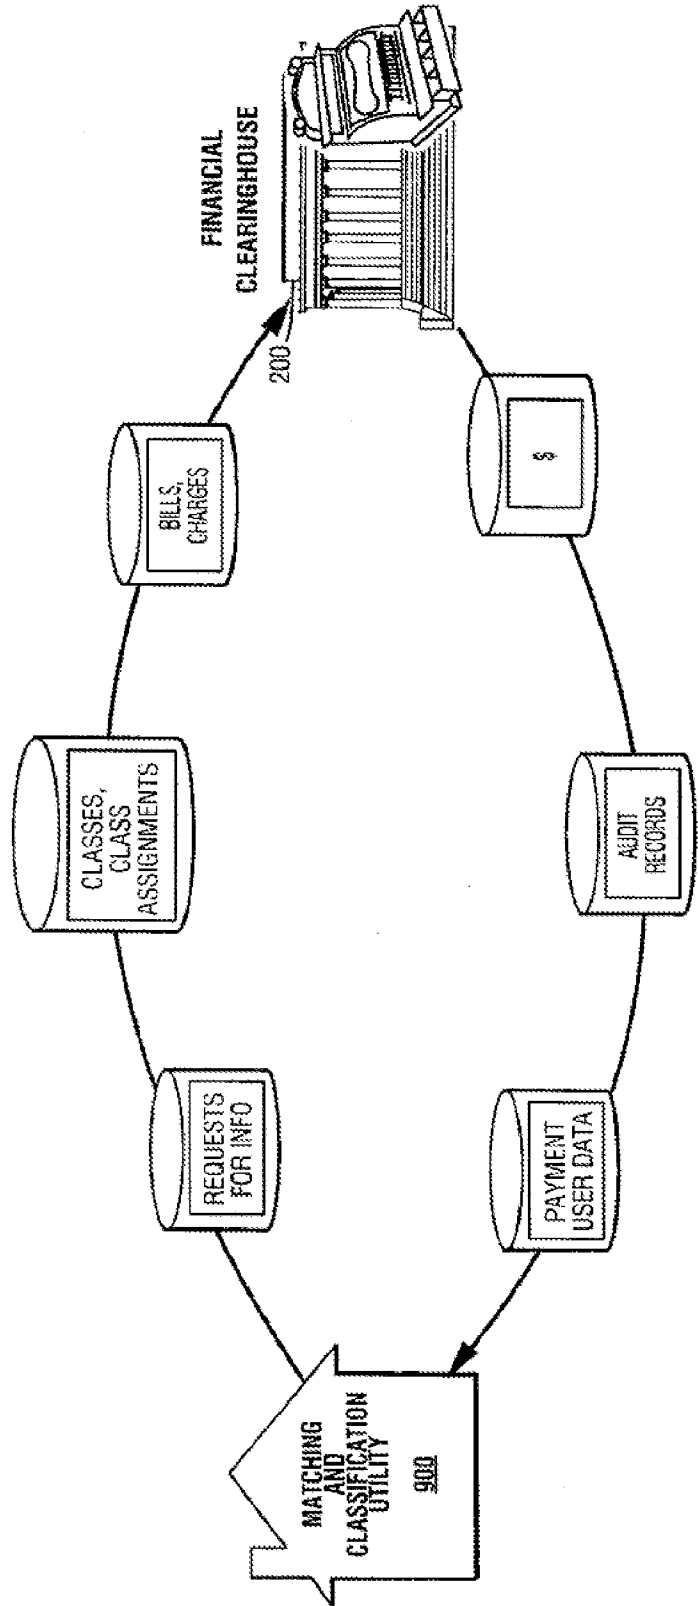 FINANCIAL
CLEARINGHOUSE
200
BILLS,
CHARGES
CLASSES,
CLASS
ASSIGNMENTS
REQUESTS
FOR INFO
MATCHING
AND
CLASSIFICATION
UTILITY
900
PAYMENT
USER DATA
AUDIT
RECORDS
$